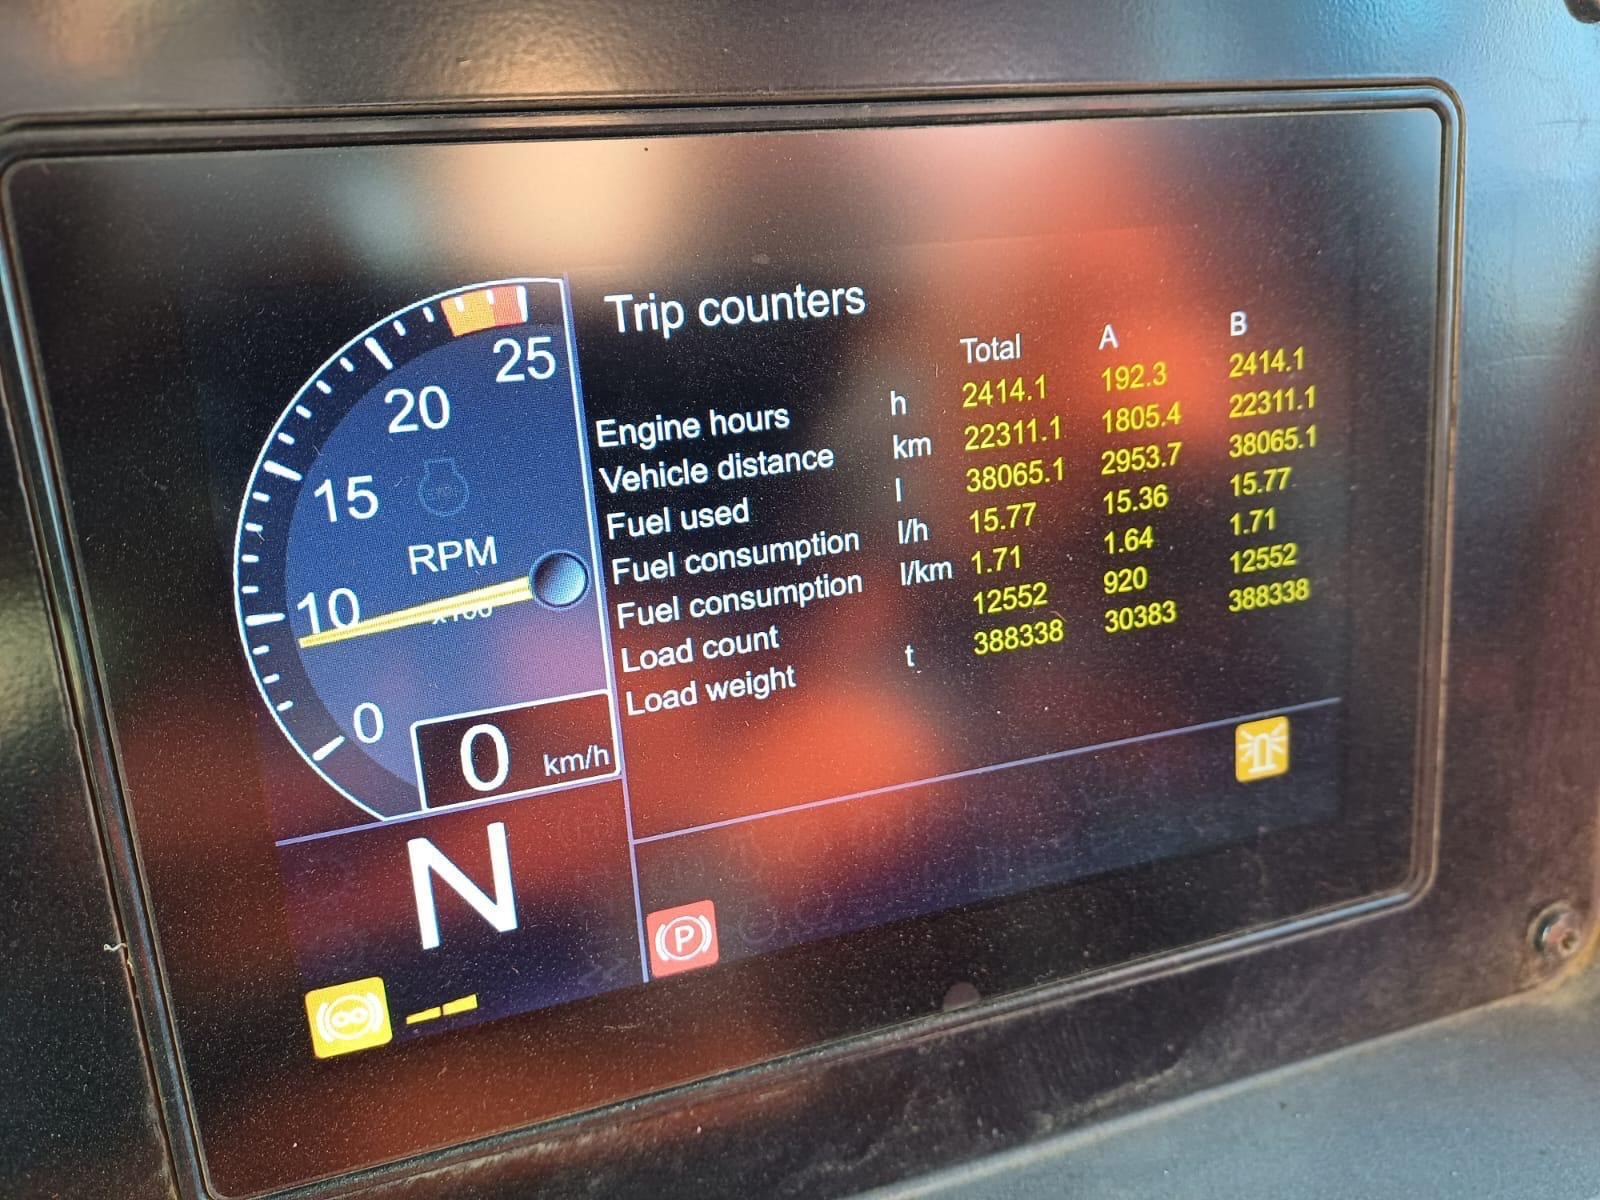 Trip counters
Total A B
Engine hours h 2414.1 192.3 2414.1
Vehicle distance km 22311.1 1805.4 22311.1
Fuel used l 38065.1 2953.7 38065.1
Fuel consumption l/h 15.77 15.36 15.77
Fuel consumption l/km 1.71 1.64 1.71
Load count 12552 920 12552
Load weight t 388338 30383 388338
25
20
15
RPM
10
x100
0
0 km/h
N
P